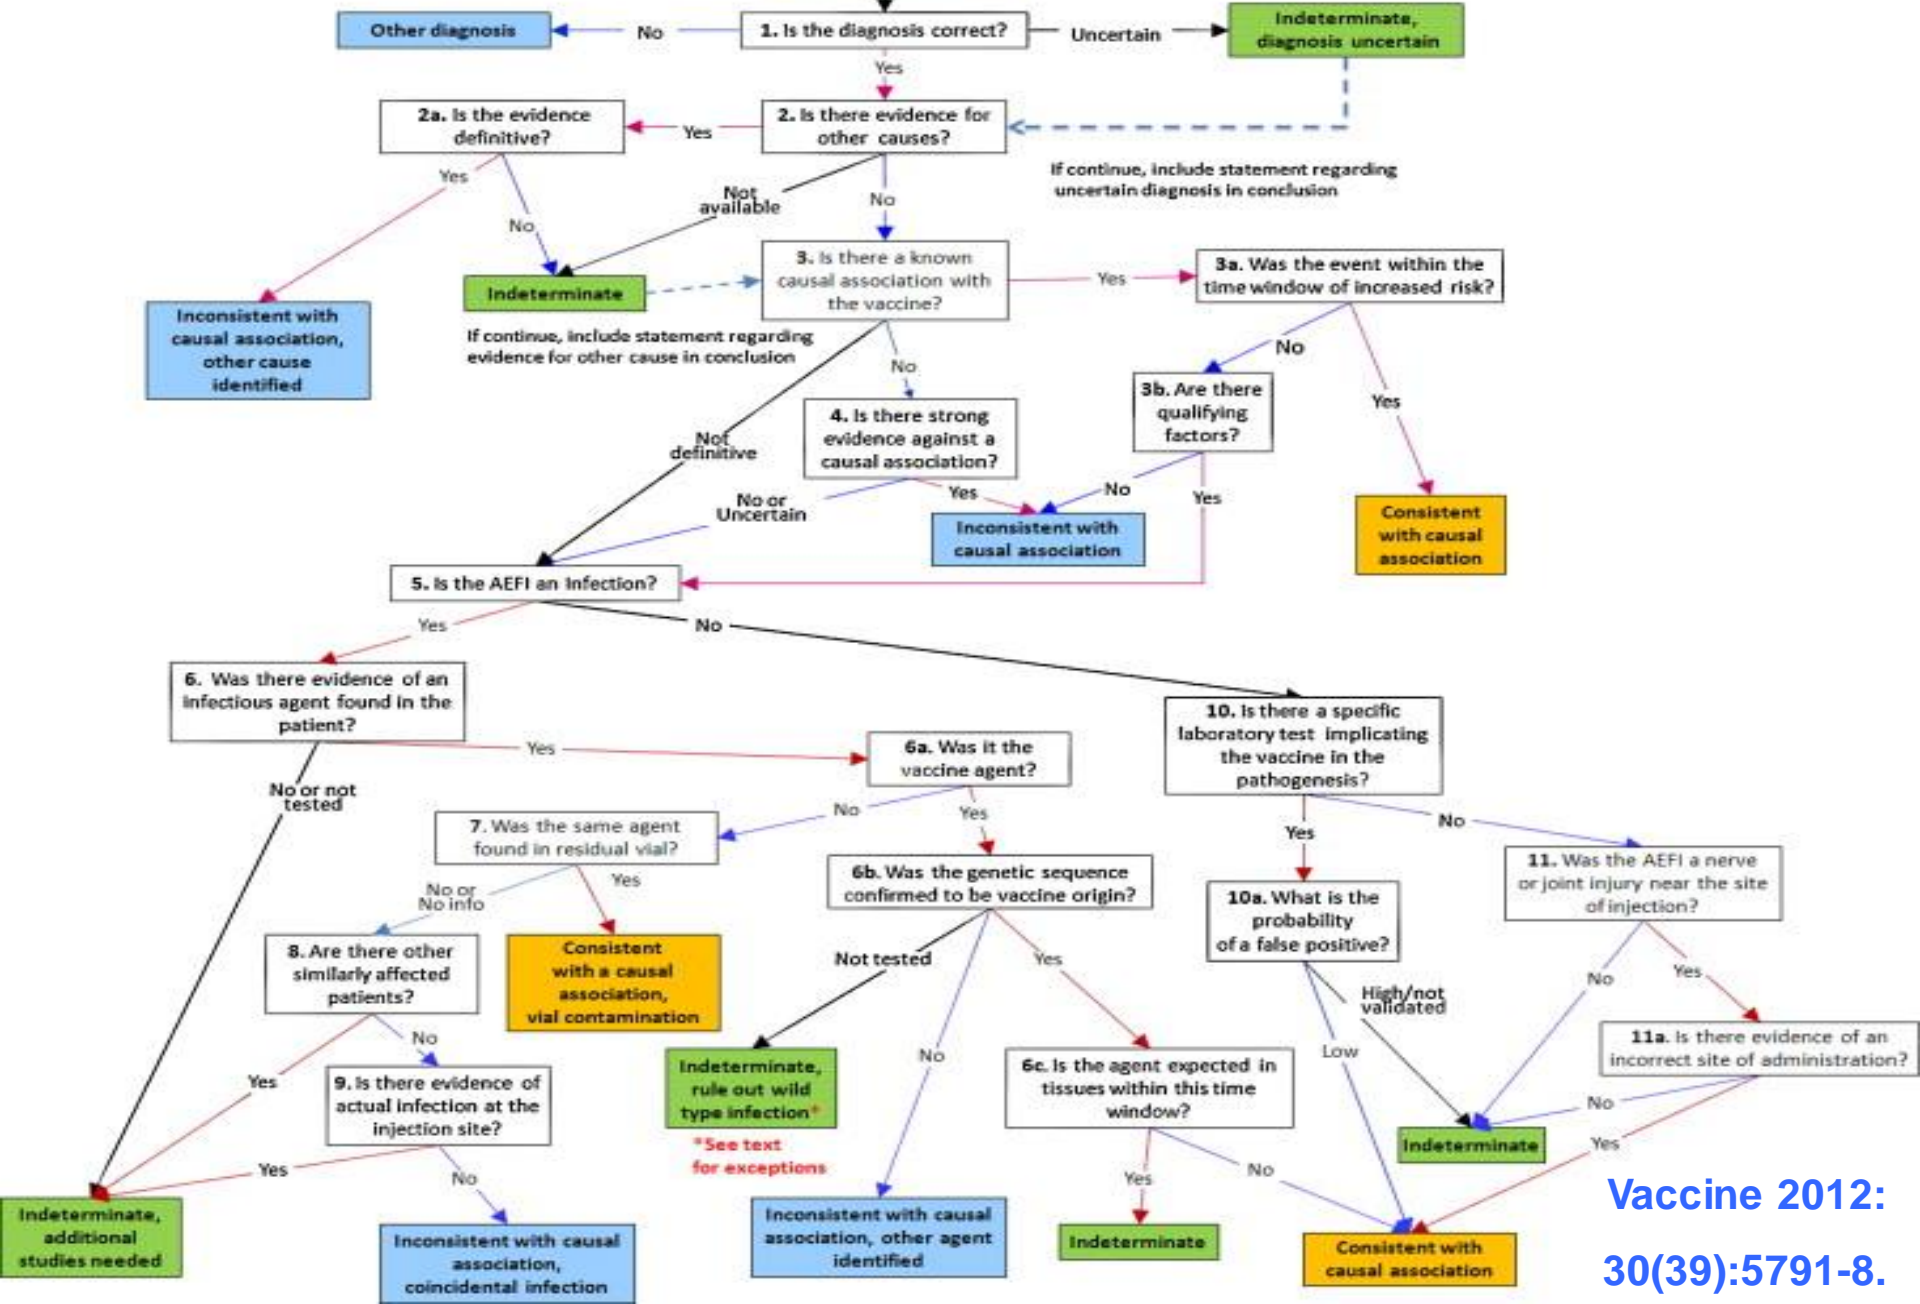 Other diagnosis
No
1. Is the diagnosis correct?
Uncertain
Indeterminate,
diagnosis uncertain
Yes
2a. Is the evidence
definitive?
Yes
2. Is there evidence for
other causes?
If continue, include statement regarding
uncertain diagnosis in conclusion
Yes
No
Not
available
No
Inconsistent with
causal association,
other cause
identified
Indeterminate
If continue, include statement regarding
evidence for other cause in conclusion
3. Is there a known
causal association with
the vaccine?
Yes
3a. Was the event within the
time window of increased risk?
No
Yes
Not
definitive
No
4. Is there strong
evidence against a
causal association?
3b. Are there
qualifying
factors?
No or
Uncertain
Yes
No
Yes
Inconsistent with
causal association
Consistent
with causal
association
5. Is the AEFI an Infection?
Yes
No
6. Was there evidence of an
infectious agent found in the
patient?
Yes
No or not
tested
6a. Was it the
vaccine agent?
No
Yes
10. Is there a specific
laboratory test implicating
the vaccine in the
pathogenesis?
Yes
No
7. Was the same agent
found in residual vial?
No or
No info
Yes
6b. Was the genetic sequence
confirmed to be vaccine origin?
10a. What is the
probability
of a false positive?
11. Was the AEFI a nerve
or joint injury near the site
of injection?
8. Are there other
similarly affected
patients?
Consistent
with a causal
association,
vial contamination
Not tested
No
Yes
High/not
validated
Low
No
Yes
Yes
No
9. Is there evidence of
actual infection at the
injection site?
Indeterminate,
rule out wild
type infection*
*See text
for exceptions
6c. Is the agent expected in
tissues within this time
window?
11a. Is there evidence of an
incorrect site of administration?
No
Yes
Indeterminate
Yes
No
Yes
No
Indeterminate,
additional
studies needed
Inconsistent with causal
association,
coincidental infection
Inconsistent with causal
association, other agent
identified
Indeterminate
Consistent with
causal association
Vaccine 2012:
30(39):5791-8.